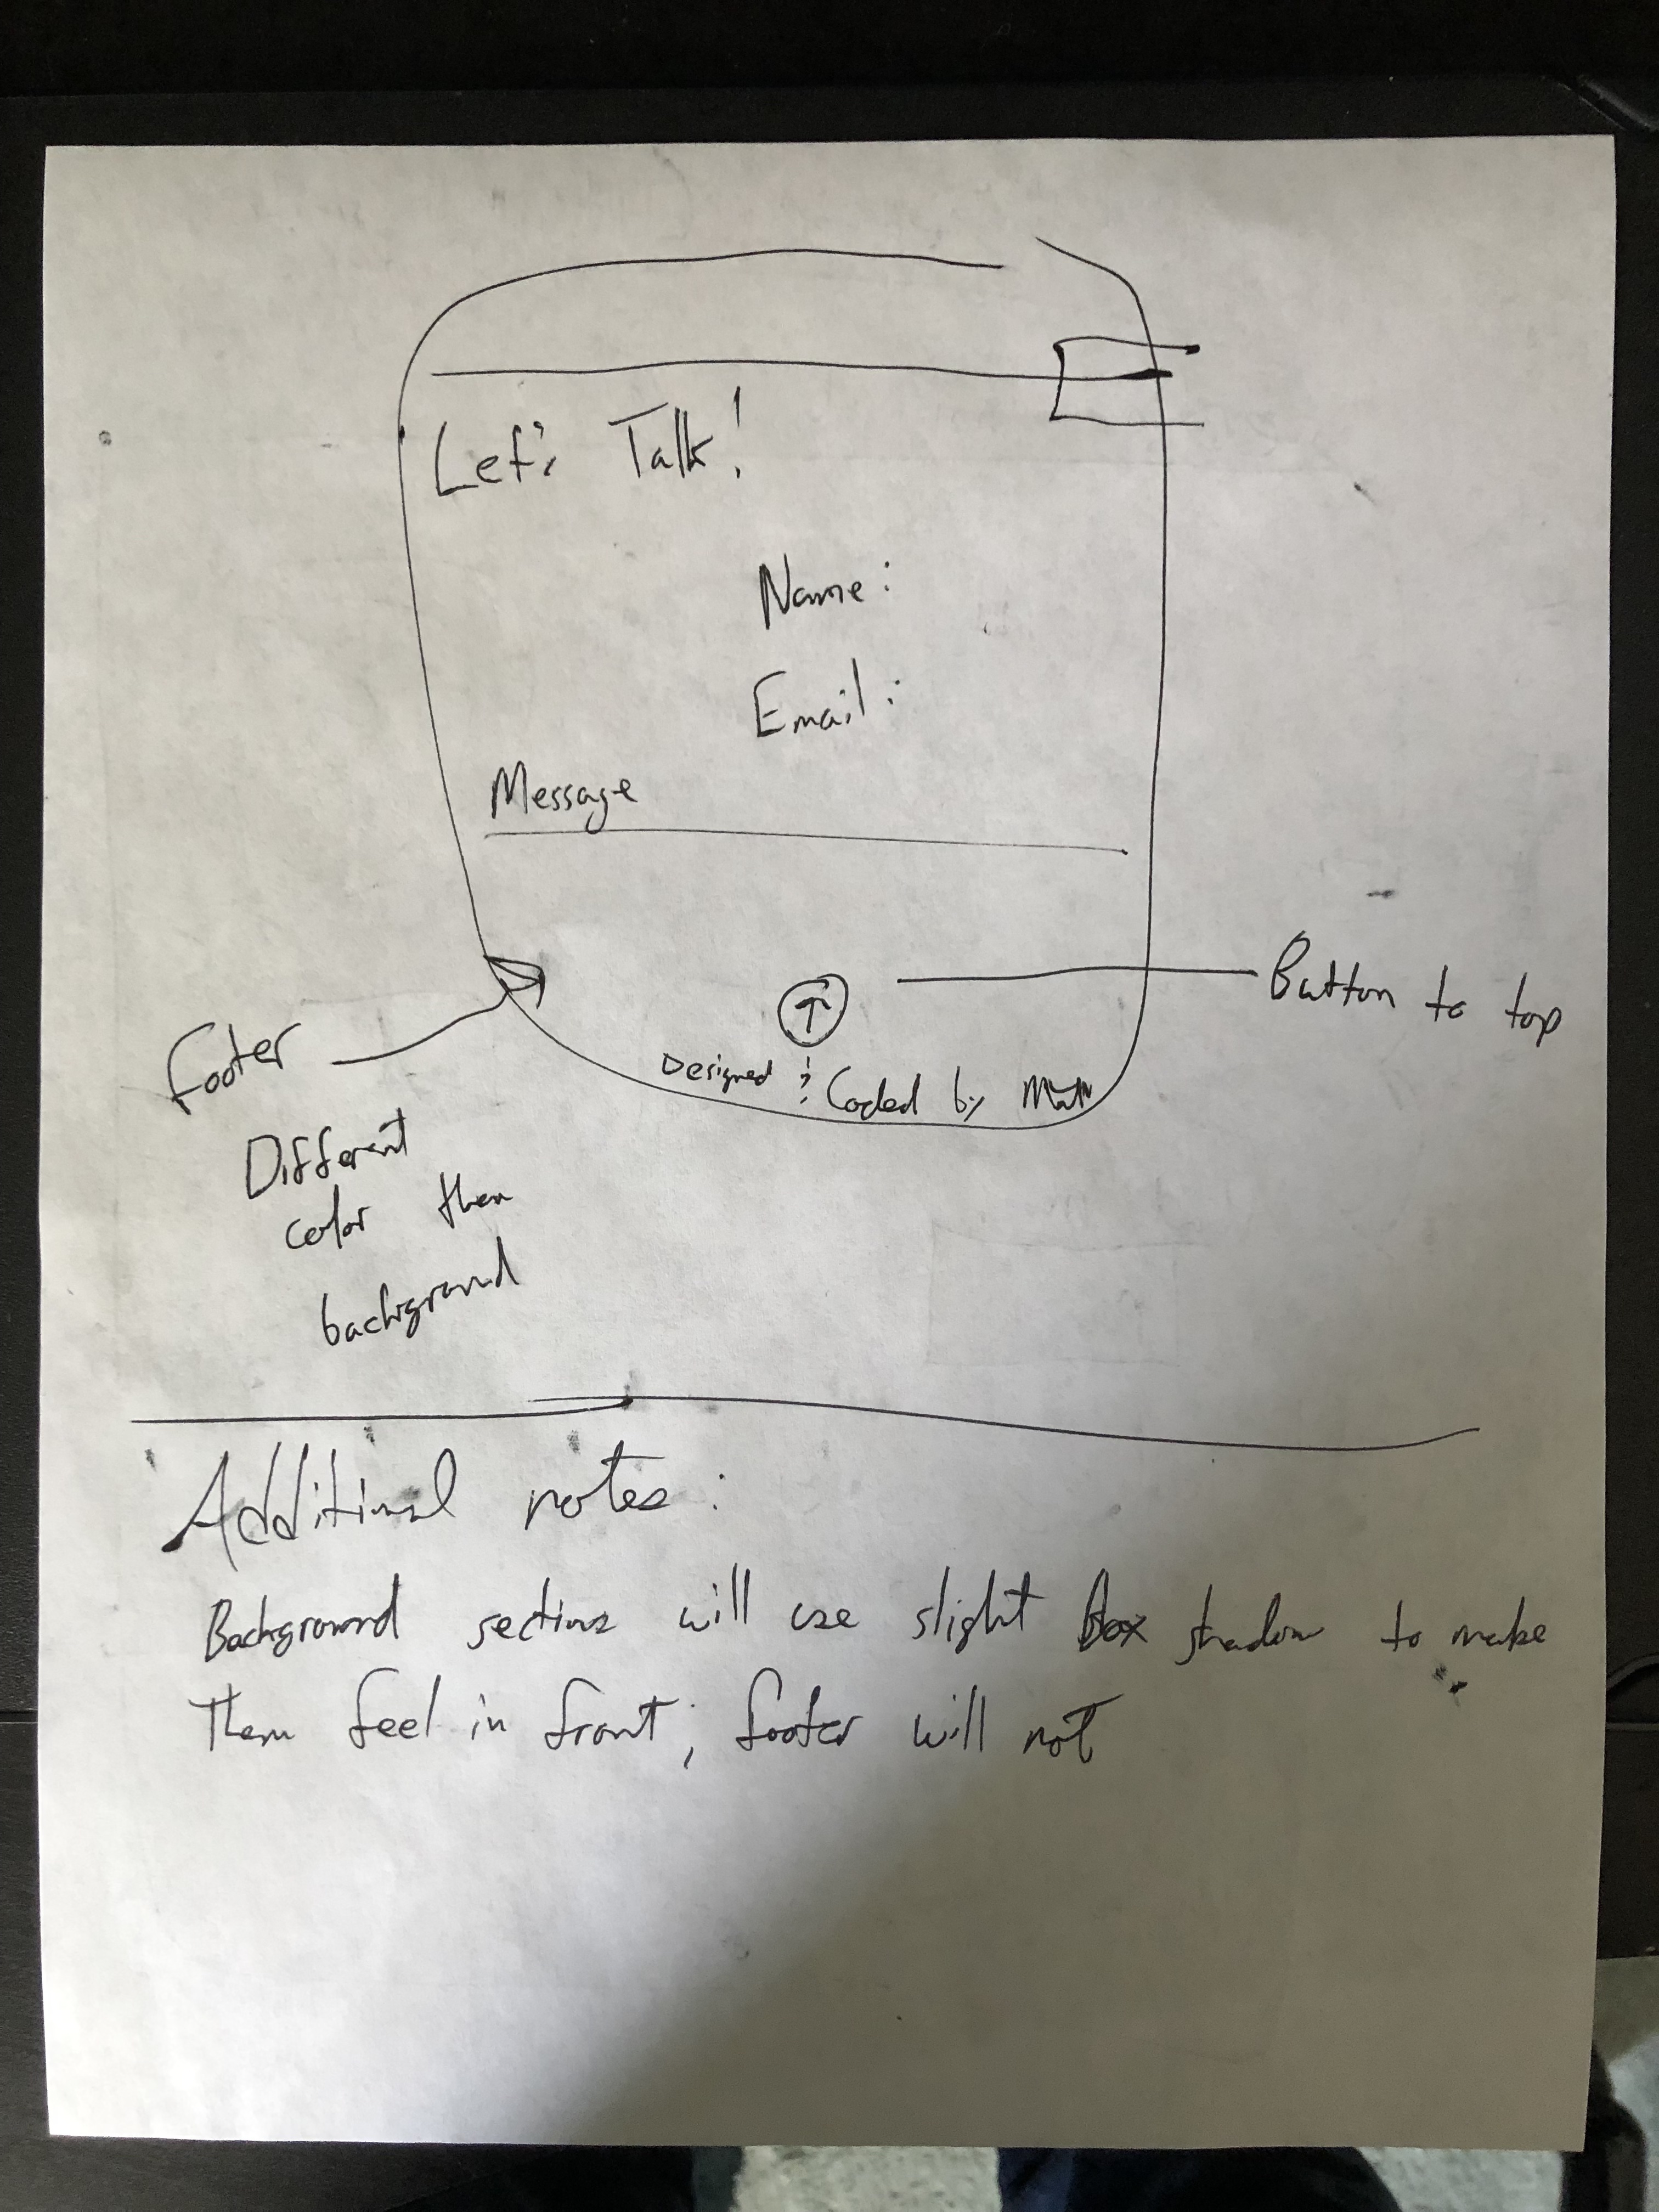 Let's Talk!
Name:
Email:
Message
Button to top
Footer
Designed & Coded by Matt
Different
color then
background
Additional notes:
Background sections will use slight Box shadow to make
them feel in front; footer will not